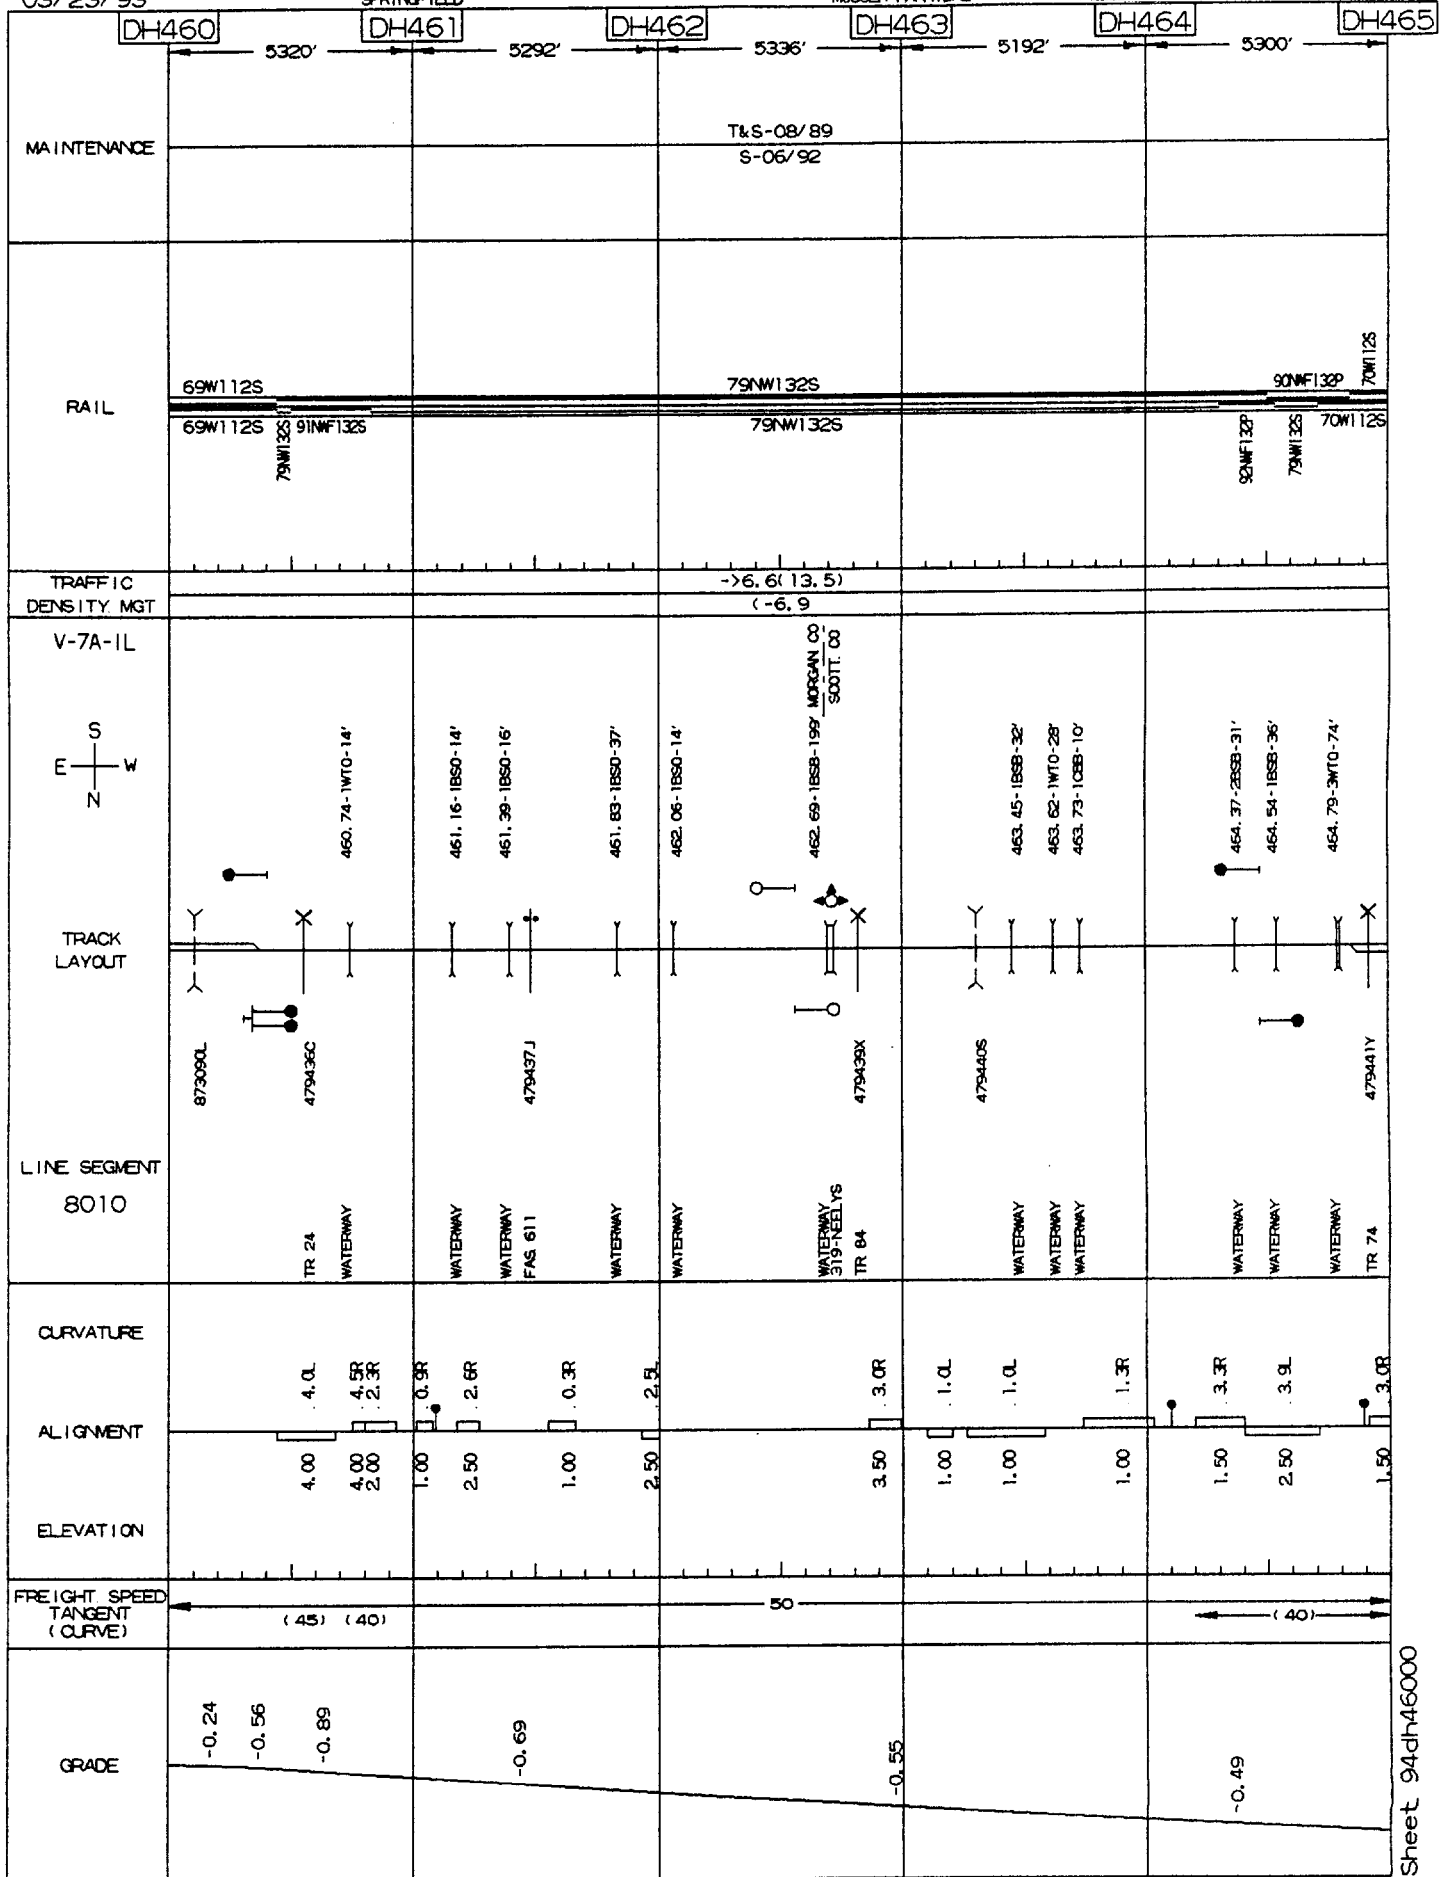 03/23/93
SPRINGFIELD
DH460 DH461 DH462 DH463 DH464 DH465
5320' 5292' 5336' 5192' 5300'
MAINTENANCE
T&S-08/89
S-06/92
RAIL
69W112S 79NW132S 90NWF132P 70W112S
69W112S 79NW132S 91NWF132S 79NW132S 92NWF132P 79NW132S 70W112S
TRAFFIC
DENSITY MGT
->6.6(13.5)
(-6.9
V-7A-IL
S
E W
N
MORGAN CO
SCOTT. CO
460.74-1WTO-14'
461.16-1BSO-14'
461.39-1BSO-16'
461.83-1BSO-37'
462.06-1BSO-14'
462.69-1BSB-199'
463.45-1BSB-32'
463.62-1WTO-28'
463.73-1CBB-10'
464.37-2BSB-31'
464.54-1BSB-36'
464.79-3WTO-74'
TRACK
LAYOUT
873090L
479436C
479437J
479439X
479440S
479441Y
LINE SEGMENT
8010
TR 24
WATERWAY
WATERWAY
WATERWAY
FAS 611
WATERWAY
WATERWAY
WATERWAY
319-NEELYS
TR 84
WATERWAY
WATERWAY
WATERWAY
WATERWAY
WATERWAY
WATERWAY
TR 74
CURVATURE
4.0L 4.5R 2.3R 0.9R 2.6R 0.3R 2.5L 3.0R 1.0L 1.0L 1.3R 3.3R 3.9L 3.0R
ALIGNMENT
4.00 4.00 2.00 1.00 2.50 1.00 2.50 3.50 1.00 1.00 1.00 1.50 2.50 1.50
ELEVATION
FREIGHT SPEED
TANGENT
(CURVE)
50
(45) (40) (40)
GRADE
-0.24 -0.56 -0.89 -0.69 -0.55 -0.49
Sheet 94dh46000